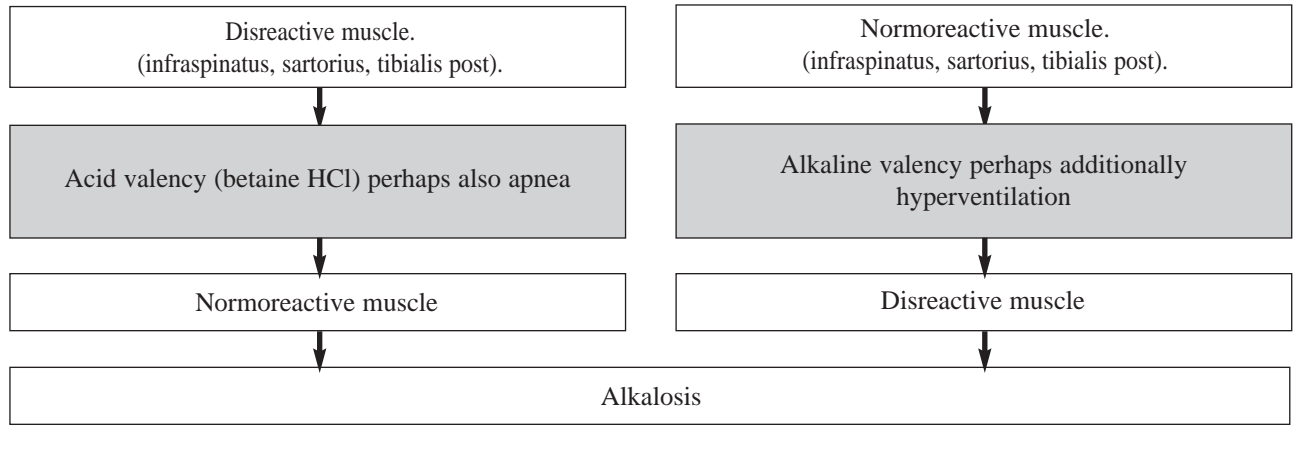 Disreactive muscle.
(infraspinatus, sartorius, tibialis post).
Acid valency (betaine HCl) perhaps also apnea
Normoreactive muscle
Normoreactive muscle.
(infraspinatus, sartorius, tibialis post).
Alkaline valency perhaps additionally
hyperventilation
Disreactive muscle
Alkalosis